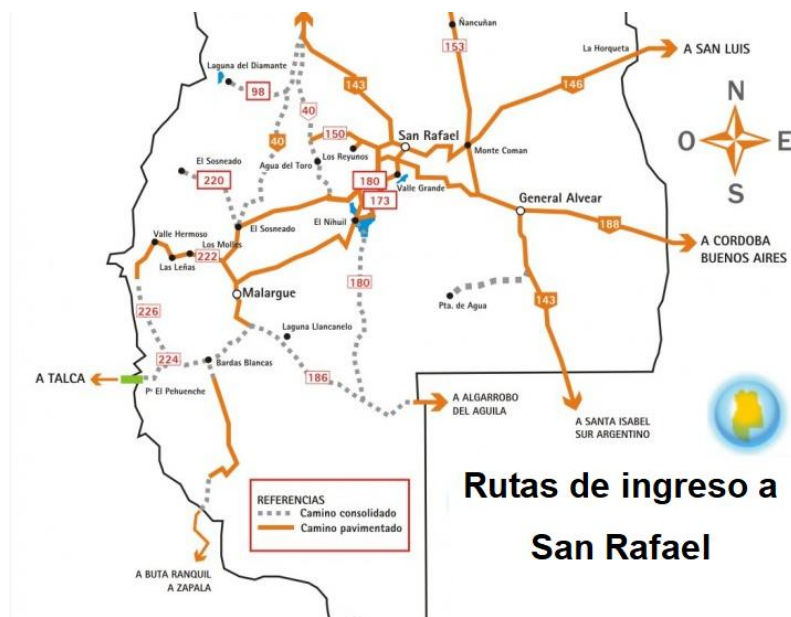 Ñancuñan
153
La Horqueta
A SAN LUIS
Laguna del Diamante
98
143
146
40
N
O
E
S
150
San Rafael
40
Los Reyunos
Monte Coman
Agua del Toro
El Sosneado
220
180
Valle Grande
173
General Alvear
188
A CORDOBA
BUENOS AIRES
Valle Hermoso
Los Molles
El Sosneado
El Nihuil
222
Las Leñas
180
Malargue
Pta. de Agua
143
226
Laguna Llancanelo
224
Bardas Blancas
186
A TALCA
Pº El Pehuenche
A ALGARROBO
DEL AGUILA
A SANTA ISABEL
SUR ARGENTINO
REFERENCIAS
Camino consolidado
Camino pavimentado
Rutas de ingreso a
San Rafael
A BUTA RANQUIL
A ZAPALA